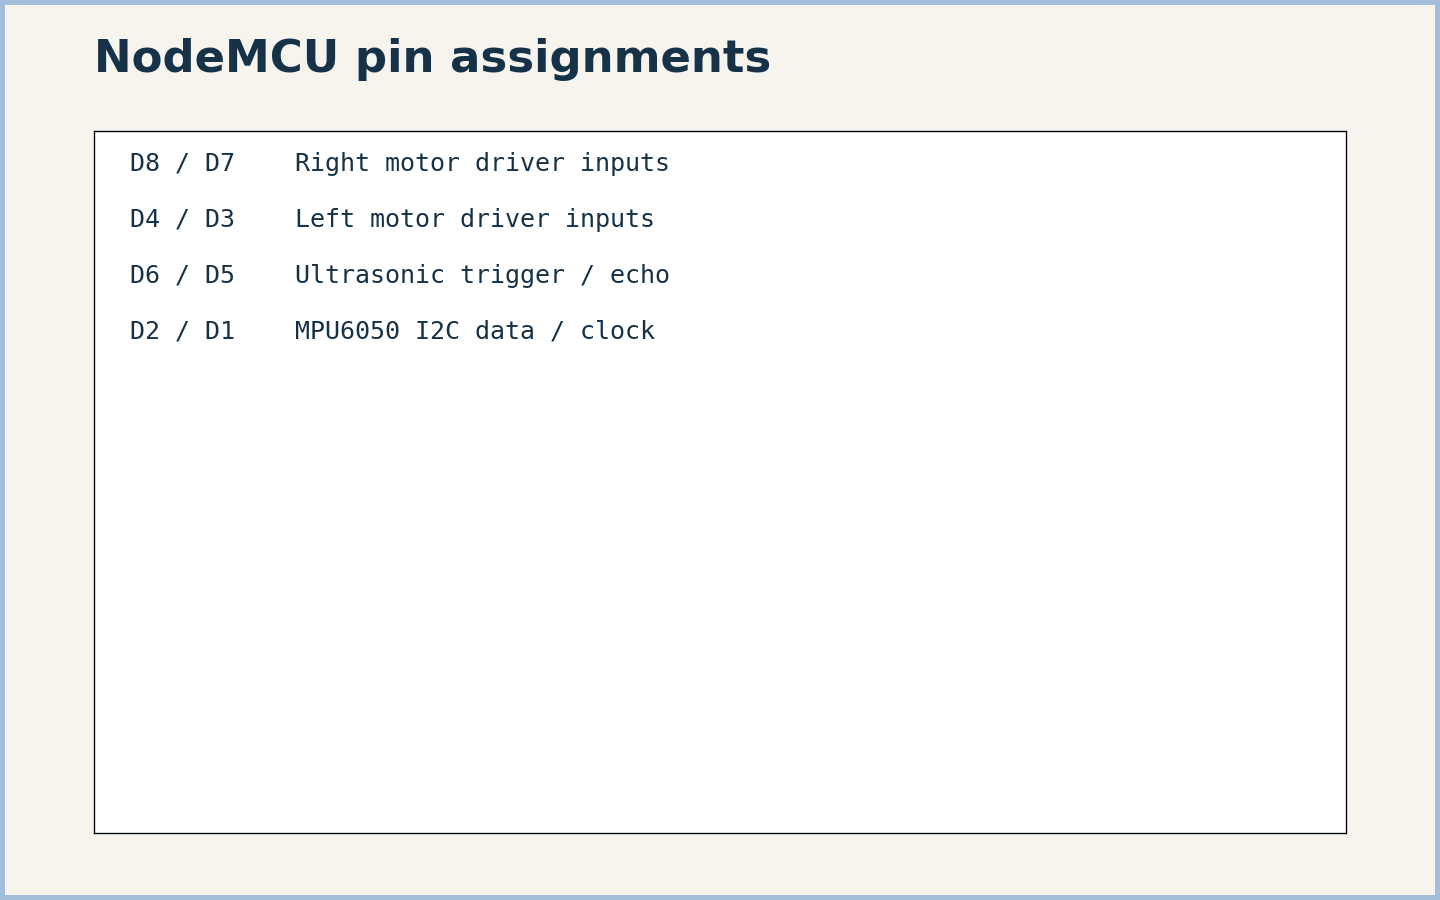 NodeMCU pin assignments
D8 / D7    Right motor driver inputs
D4 / D3    Left motor driver inputs
D6 / D5    Ultrasonic trigger / echo
D2 / D1    MPU6050 I2C data / clock